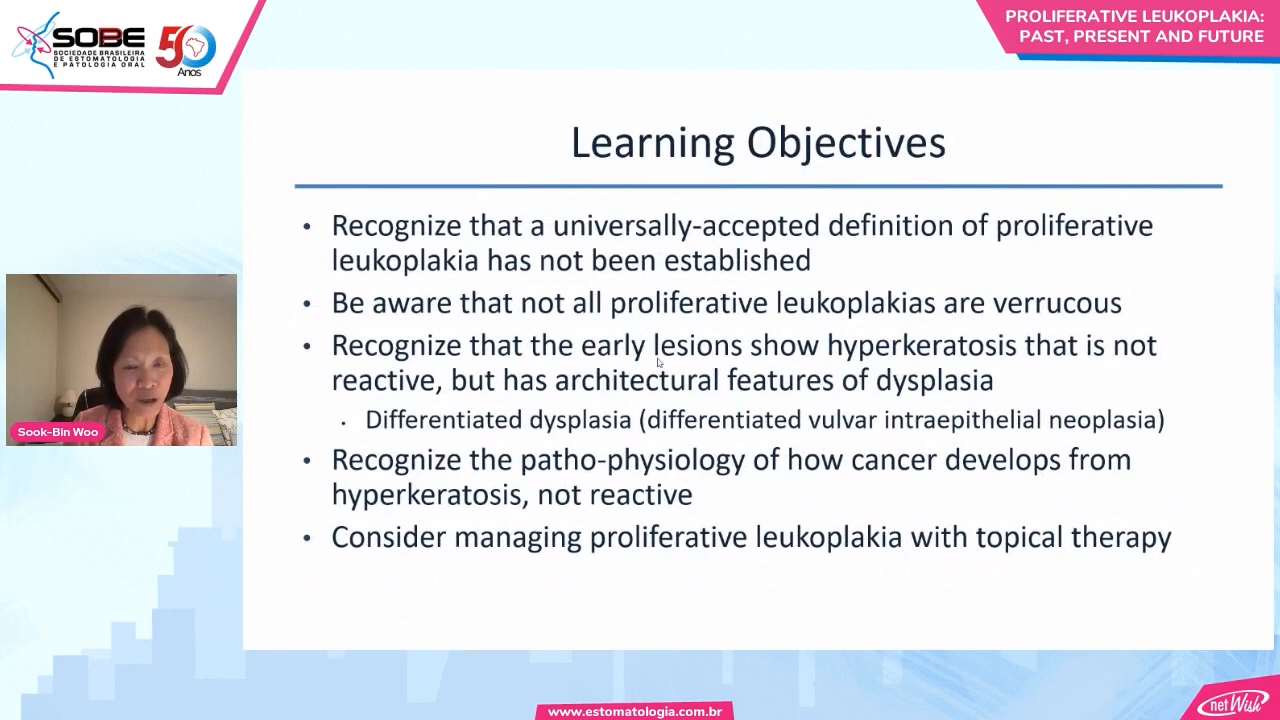 SOBE
SOCIEDADE BRASILEIRA
DE ESTOMATOLOGIA
E PATOLOGIA ORAL
50
Anos
PROLIFERATIVE LEUKOPLAKIA:
PAST, PRESENT AND FUTURE
Learning Objectives
• Recognize that a universally-accepted definition of proliferative
leukoplakia has not been established
• Be aware that not all proliferative leukoplakias are verrucous
• Recognize that the early lesions show hyperkeratosis that is not
reactive, but has architectural features of dysplasia
• Differentiated dysplasia (differentiated vulvar intraepithelial neoplasia)
• Recognize the patho-physiology of how cancer develops from
hyperkeratosis, not reactive
• Consider managing proliferative leukoplakia with topical therapy
Sook-Bin Woo
www.estomatologia.com.br
netWish